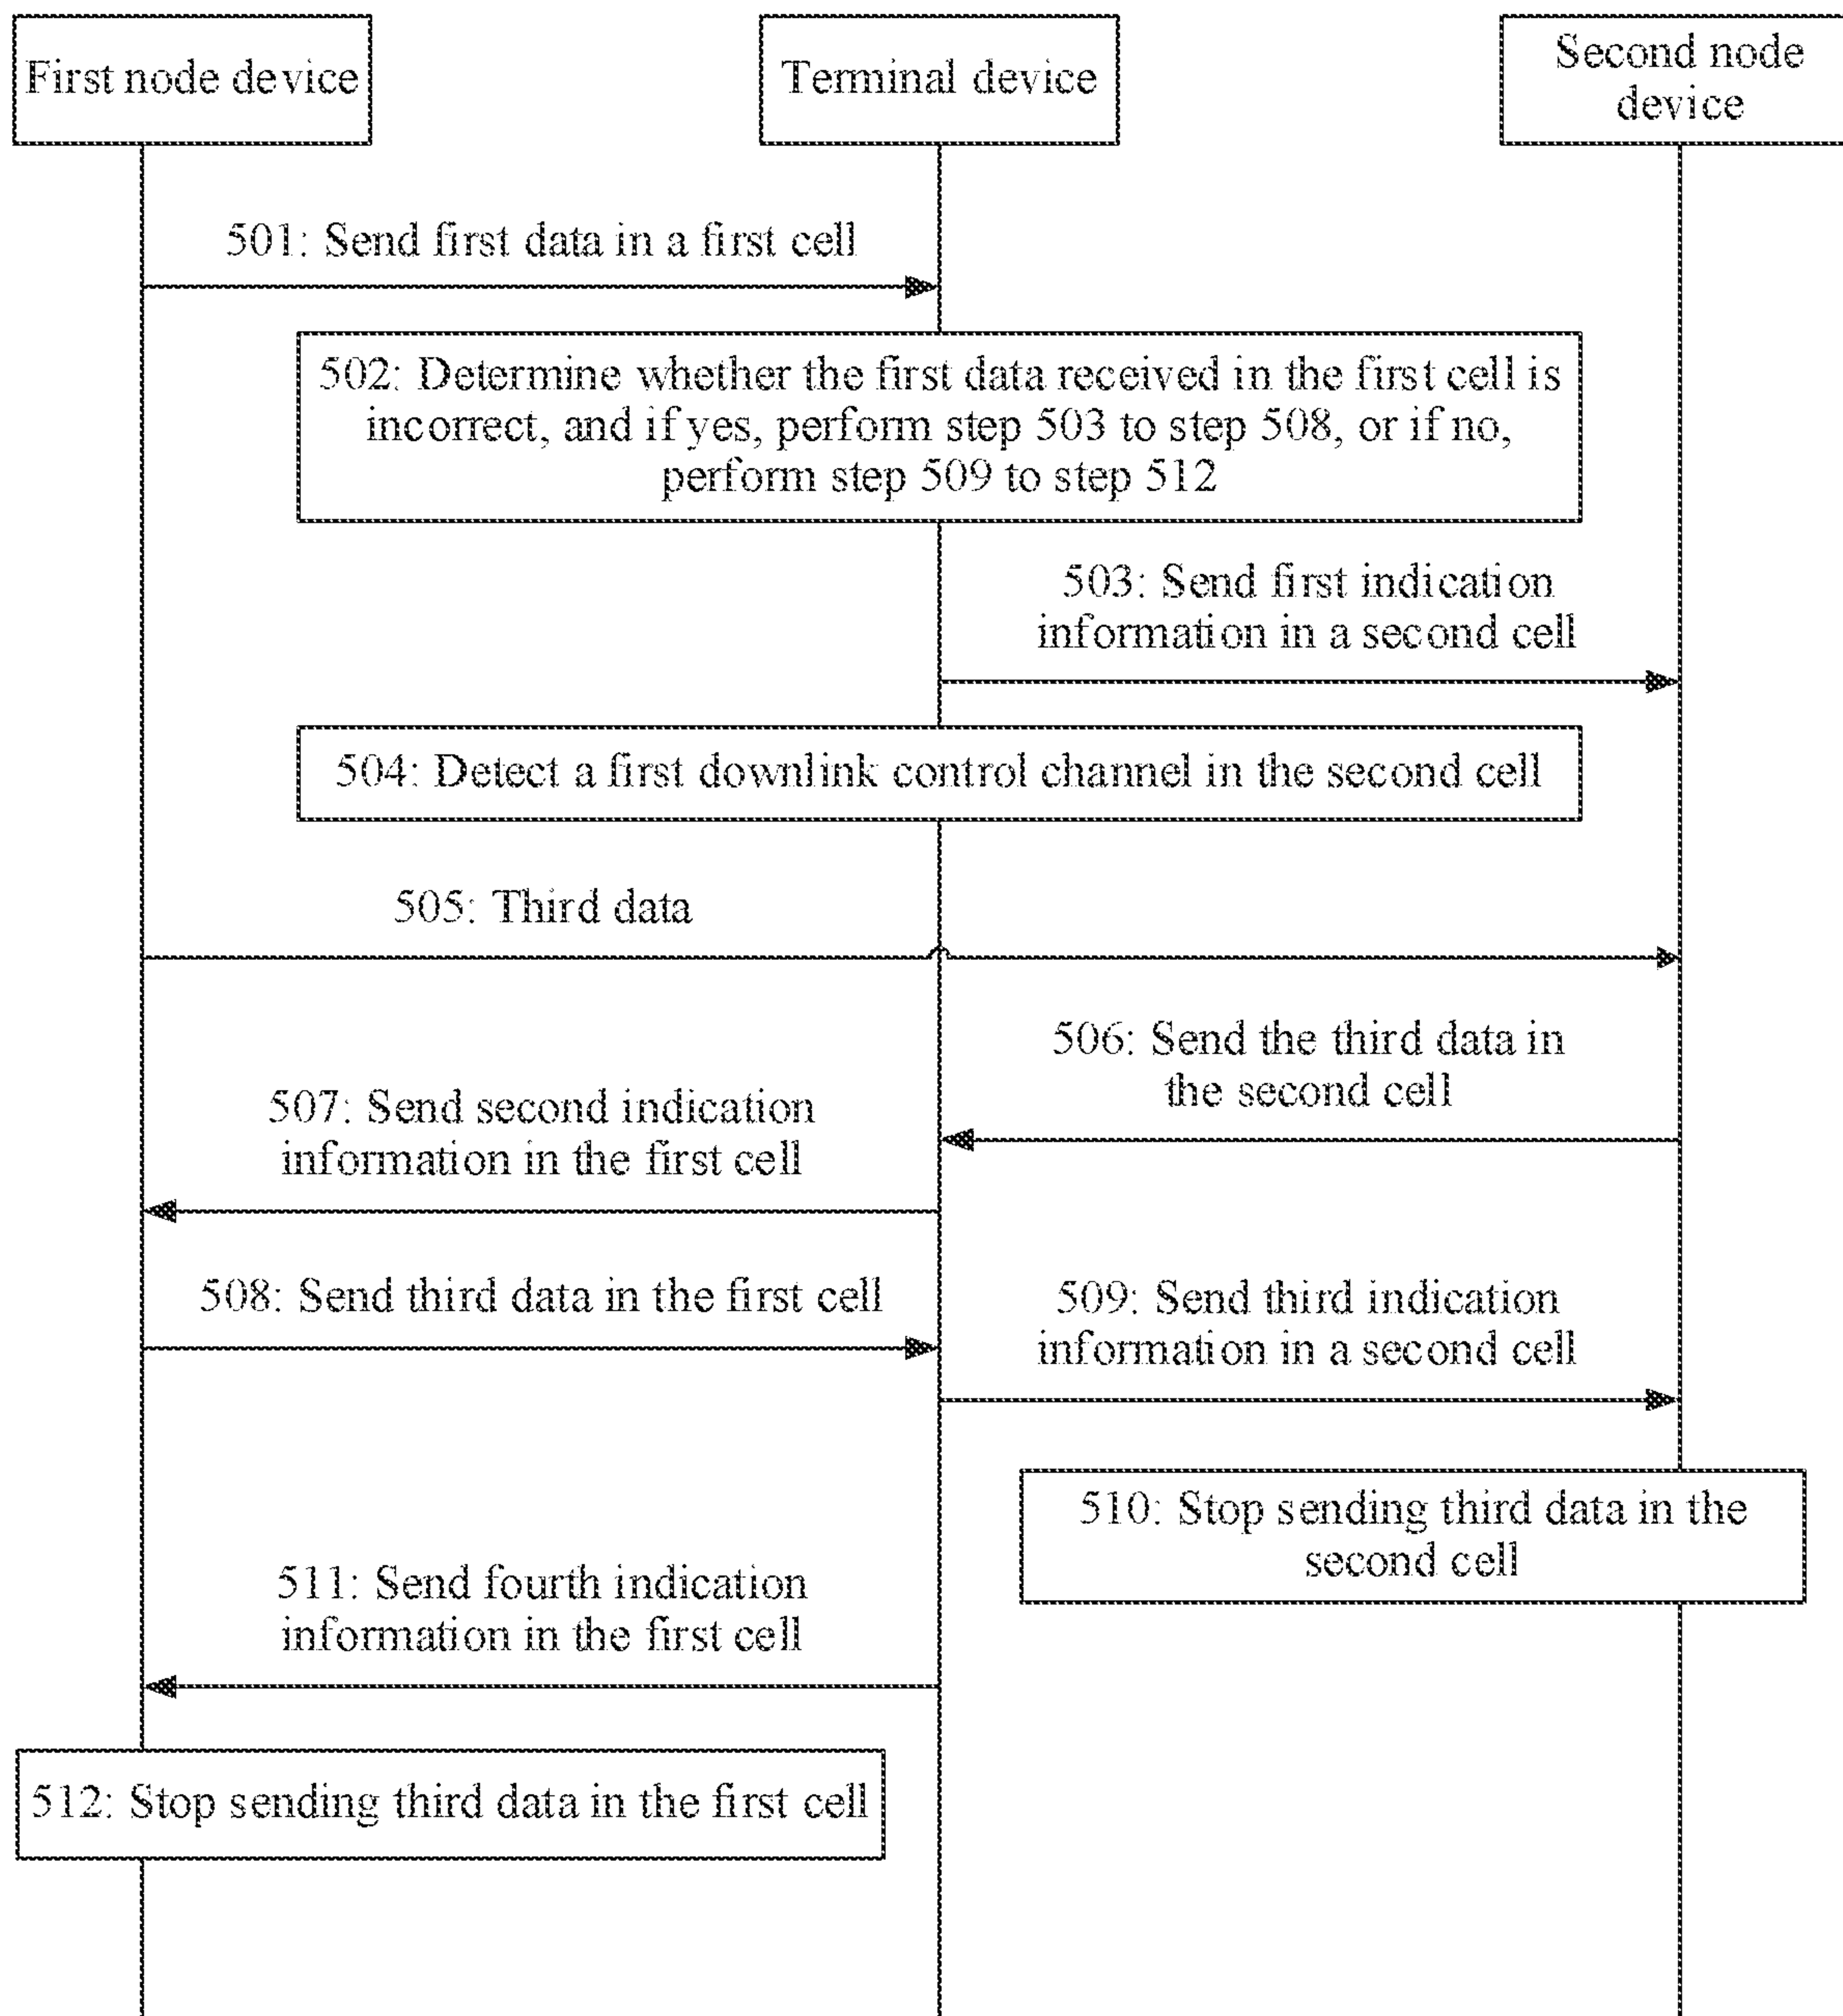 First node device
Terminal device
Second node
device
501: Send first data in a first cell
502: Determine whether the first data received in the first cell is
incorrect, and if yes, perform step 503 to step 508, or if no,
perform step 509 to step 512
503: Send first indication
information in a second cell
504: Detect a first downlink control channel in the second cell
505: Third data
506: Send the third data in
the second cell
507: Send second indication
information in the first cell
508: Send third data in the first cell
509: Send third indication
information in a second cell
510: Stop sending third data in the
second cell
511: Send fourth indication
information in the first cell
512: Stop sending third data in the first cell